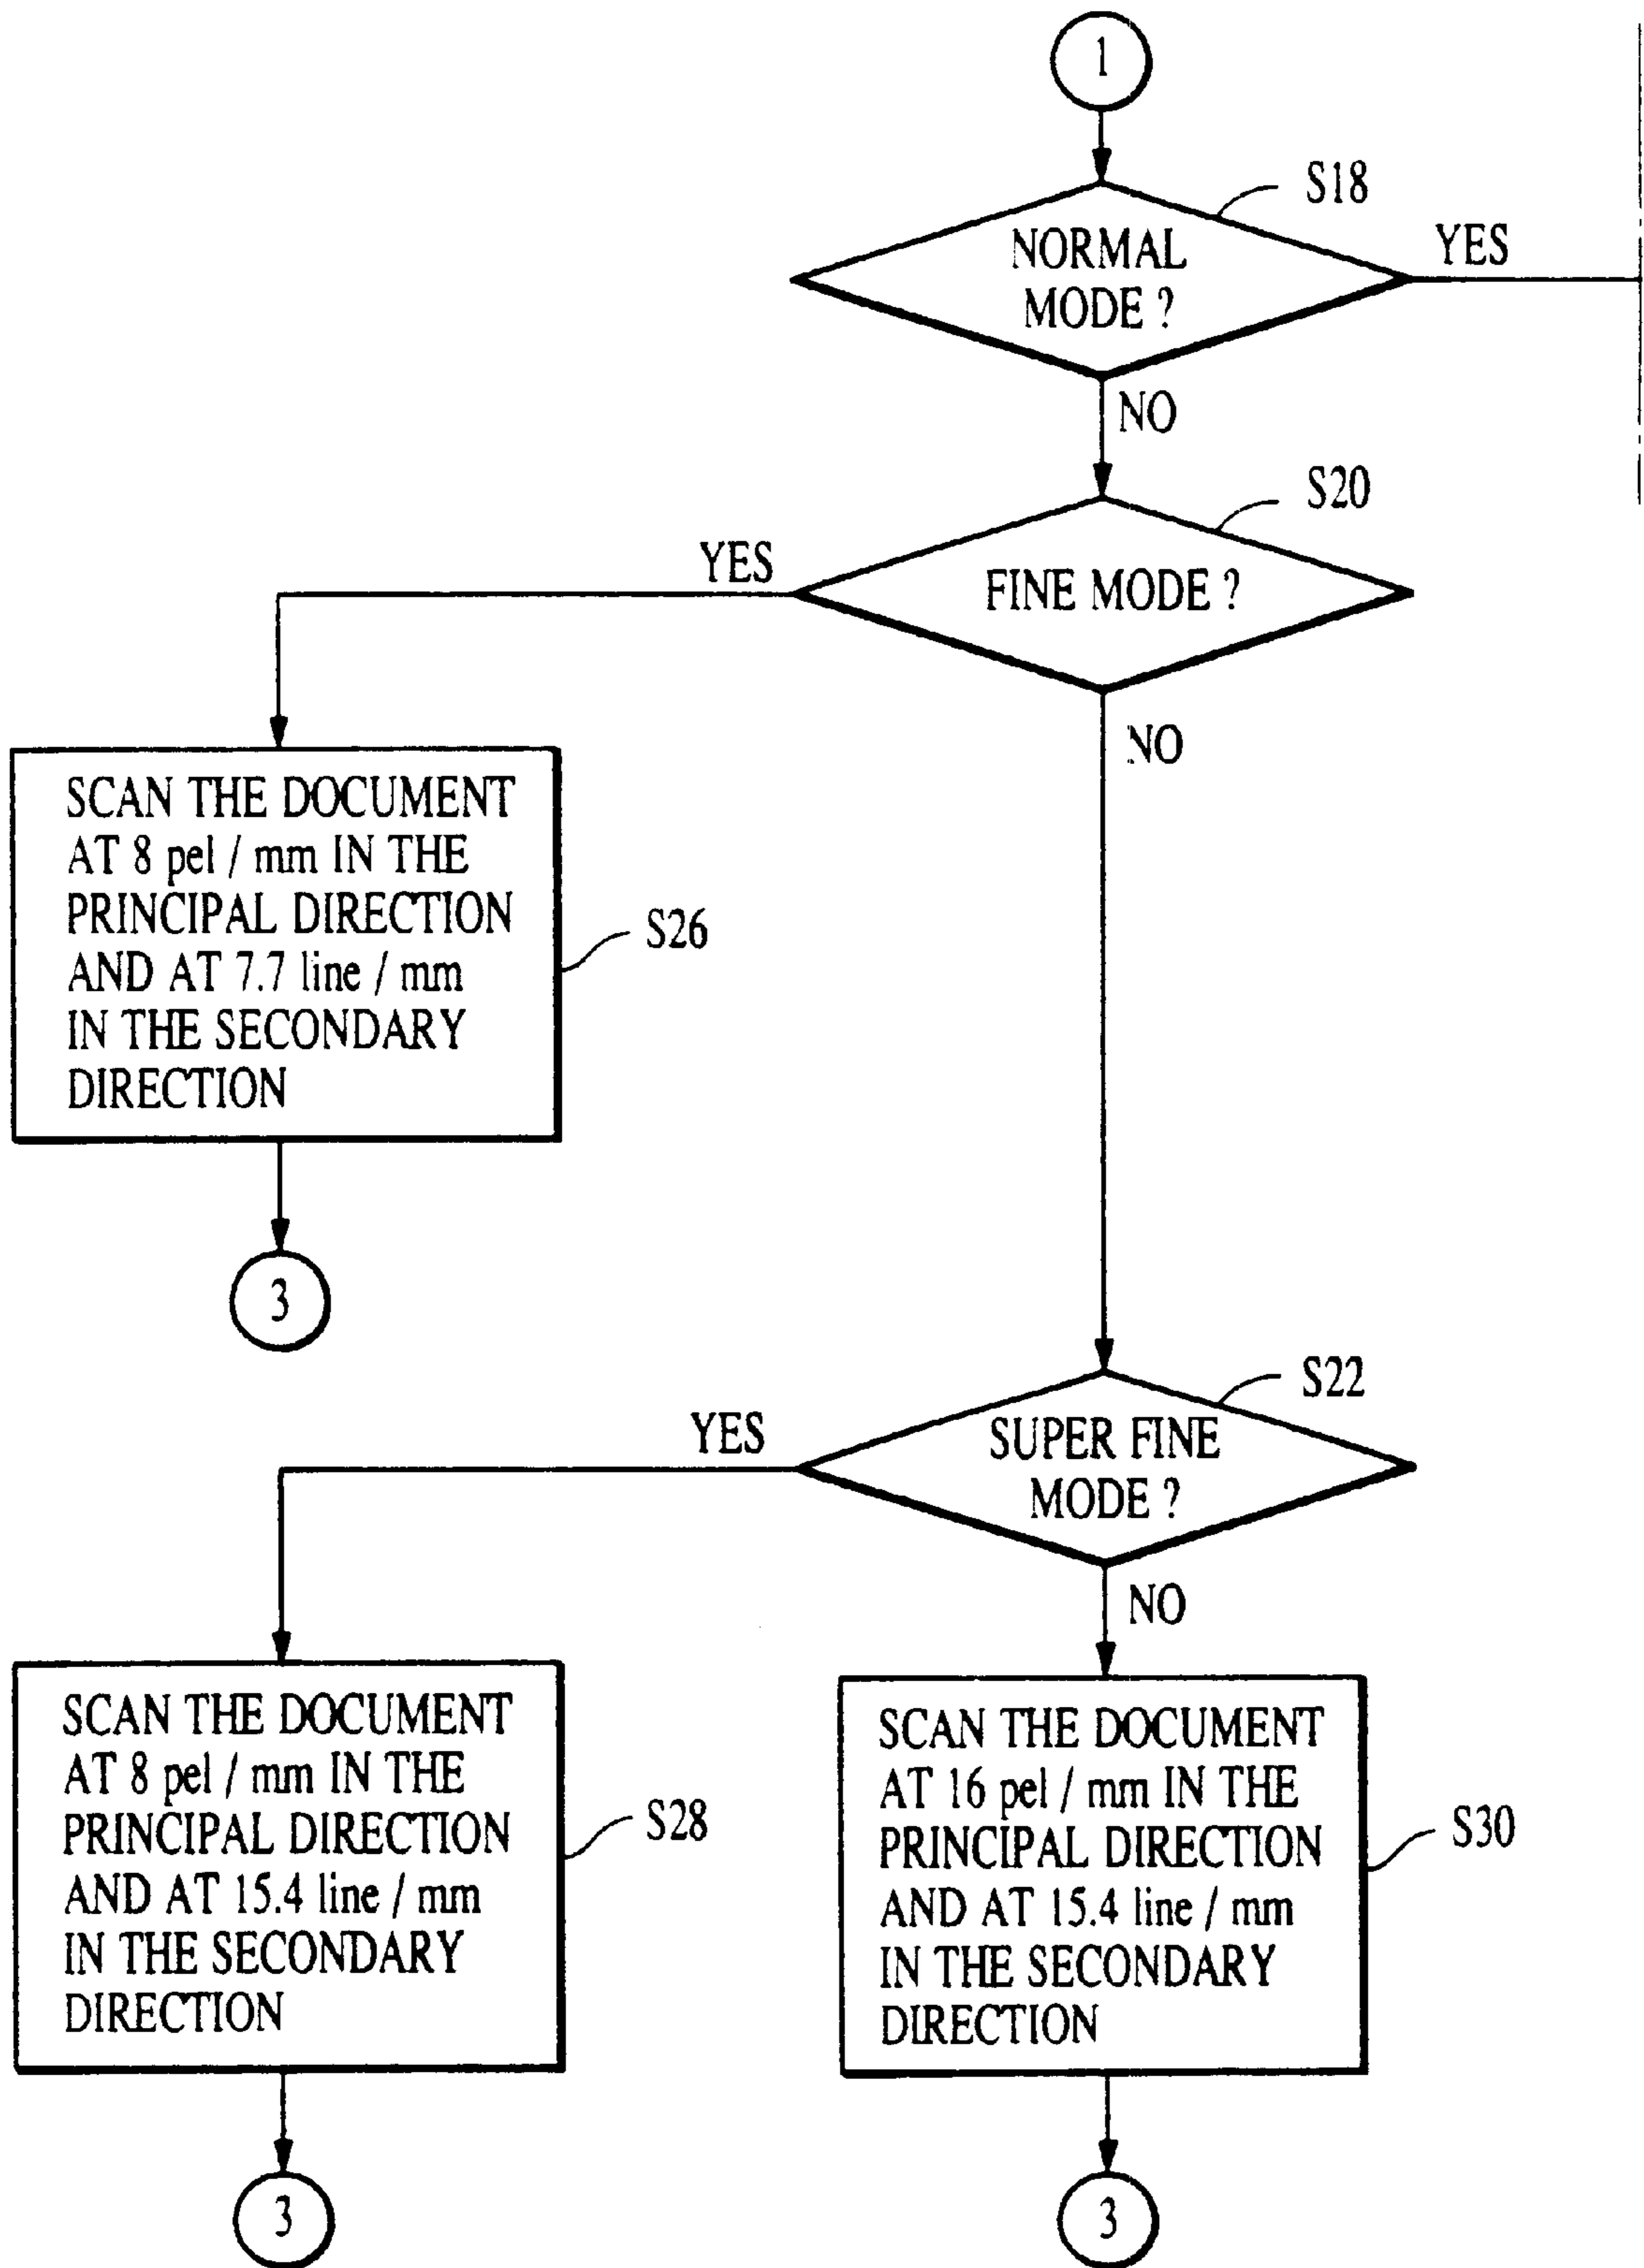 1
S18
NORMAL
MODE ?
YES
NO
S20
YES
FINE MODE ?
NO
SCAN THE DOCUMENT
AT 8 pel / mm IN THE
PRINCIPAL DIRECTION
AND AT 7.7 line / mm
IN THE SECONDARY
DIRECTION
S26
3
S22
YES
SUPER FINE
MODE ?
NO
SCAN THE DOCUMENT
AT 8 pel / mm IN THE
PRINCIPAL DIRECTION
AND AT 15.4 line / mm
IN THE SECONDARY
DIRECTION
S28
SCAN THE DOCUMENT
AT 16 pel / mm IN THE
PRINCIPAL DIRECTION
AND AT 15.4 line / mm
IN THE SECONDARY
DIRECTION
S30
3
3